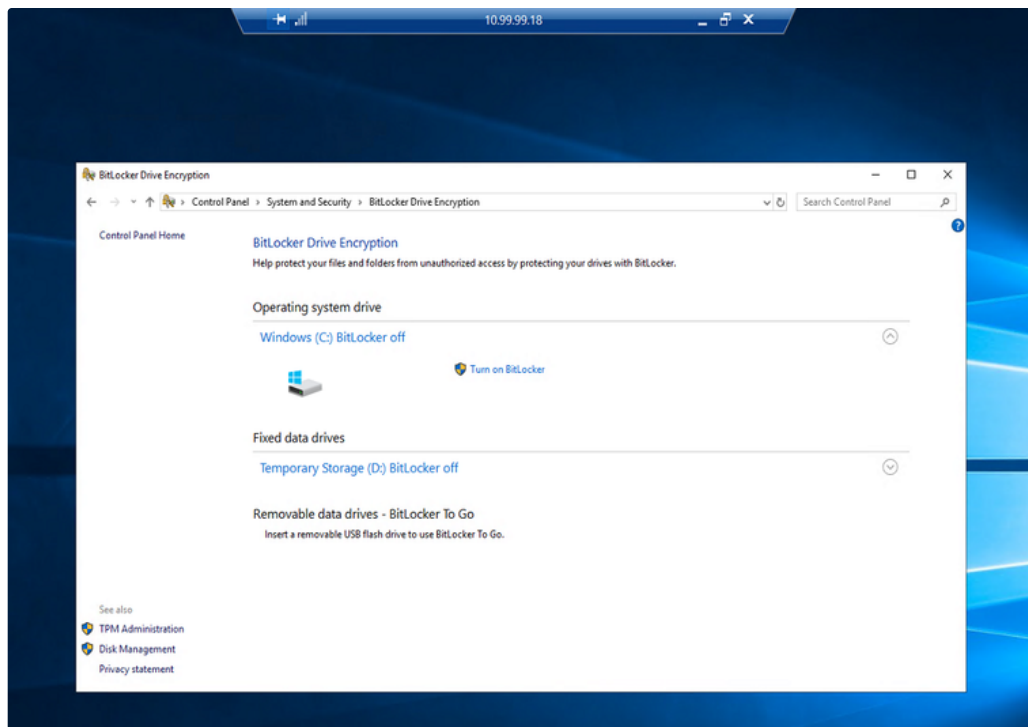 10.99.99.18
BitLocker Drive Encryption
Control Panel > System and Security > BitLocker Drive Encryption
Search Control Panel
Control Panel Home
BitLocker Drive Encryption
Help protect your files and folders from unauthorized access by protecting your drives with BitLocker.
Operating system drive
Windows (C:) BitLocker off
Turn on BitLocker
Fixed data drives
Temporary Storage (D:) BitLocker off
Removable data drives - BitLocker To Go
Insert a removable USB flash drive to use BitLocker To Go.
See also
TPM Administration
Disk Management
Privacy statement